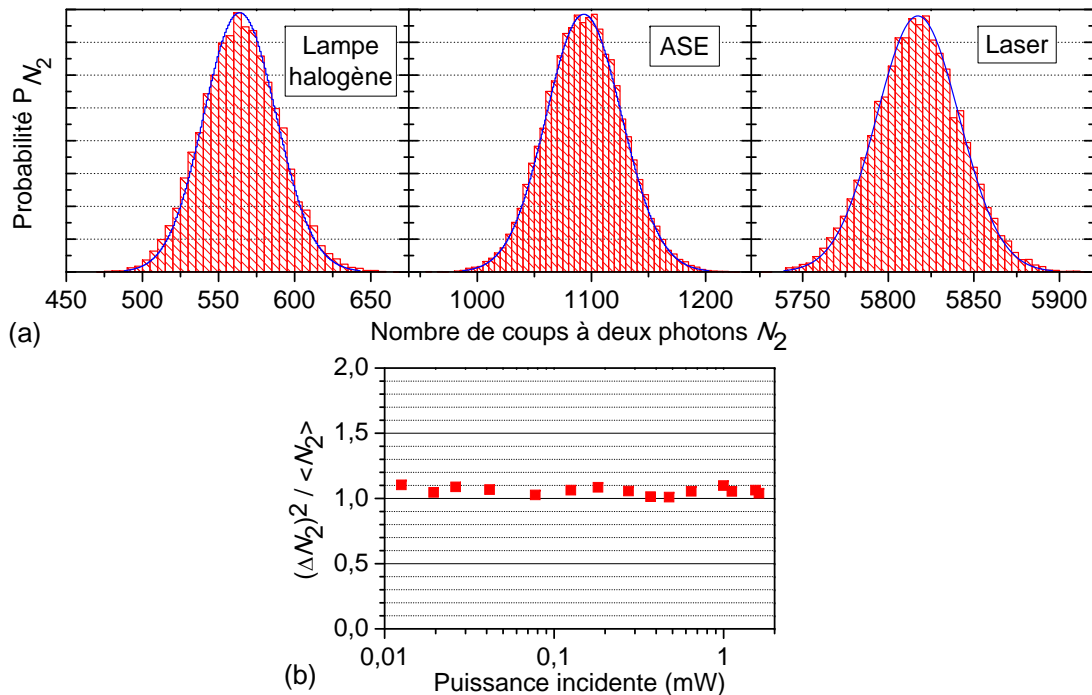 Lampe
halogène
ASE
Laser
Probabilité P N2
450 500 550 600 650 1000 1100 1200 5750 5800 5850 5900
(a)
Nombre de coups à deux photons N2
2,0
1,5
1,0
0,5
0,0
(ΔN2)2 / <N2>
0,01 0,1 1
(b)
Puissance incidente (mW)